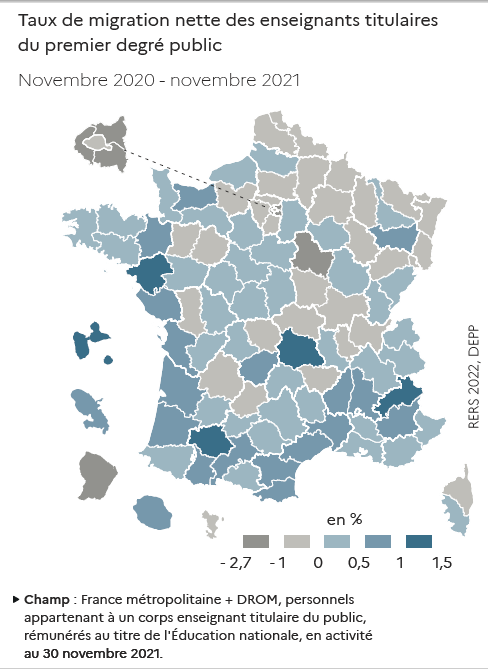 Taux de migration nette des enseignants titulaires
du premier degré public
Novembre 2020 - novembre 2021
RERS 2022, DEPP
en %
- 2,7 - 1 0 0,5 1 1,5
▸ Champ : France métropolitaine + DROM, personnels
appartenant à un corps enseignant titulaire du public,
rémunérés au titre de l'Éducation nationale, en activité
au 30 novembre 2021.